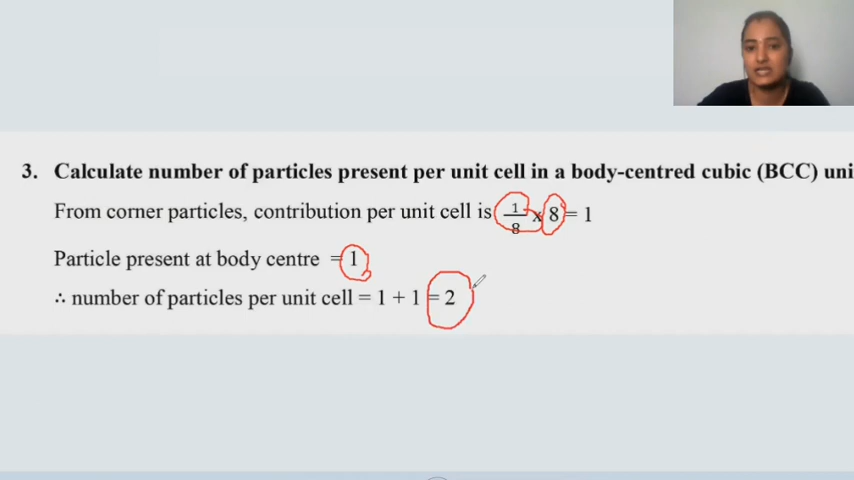 3. Calculate number of particles present per unit cell in a body-centred cubic (BCC) uni
From corner particles, contribution per unit cell is 1/8 x 8 = 1
Particle present at body centre = 1
∴ number of particles per unit cell = 1 + 1 = 2